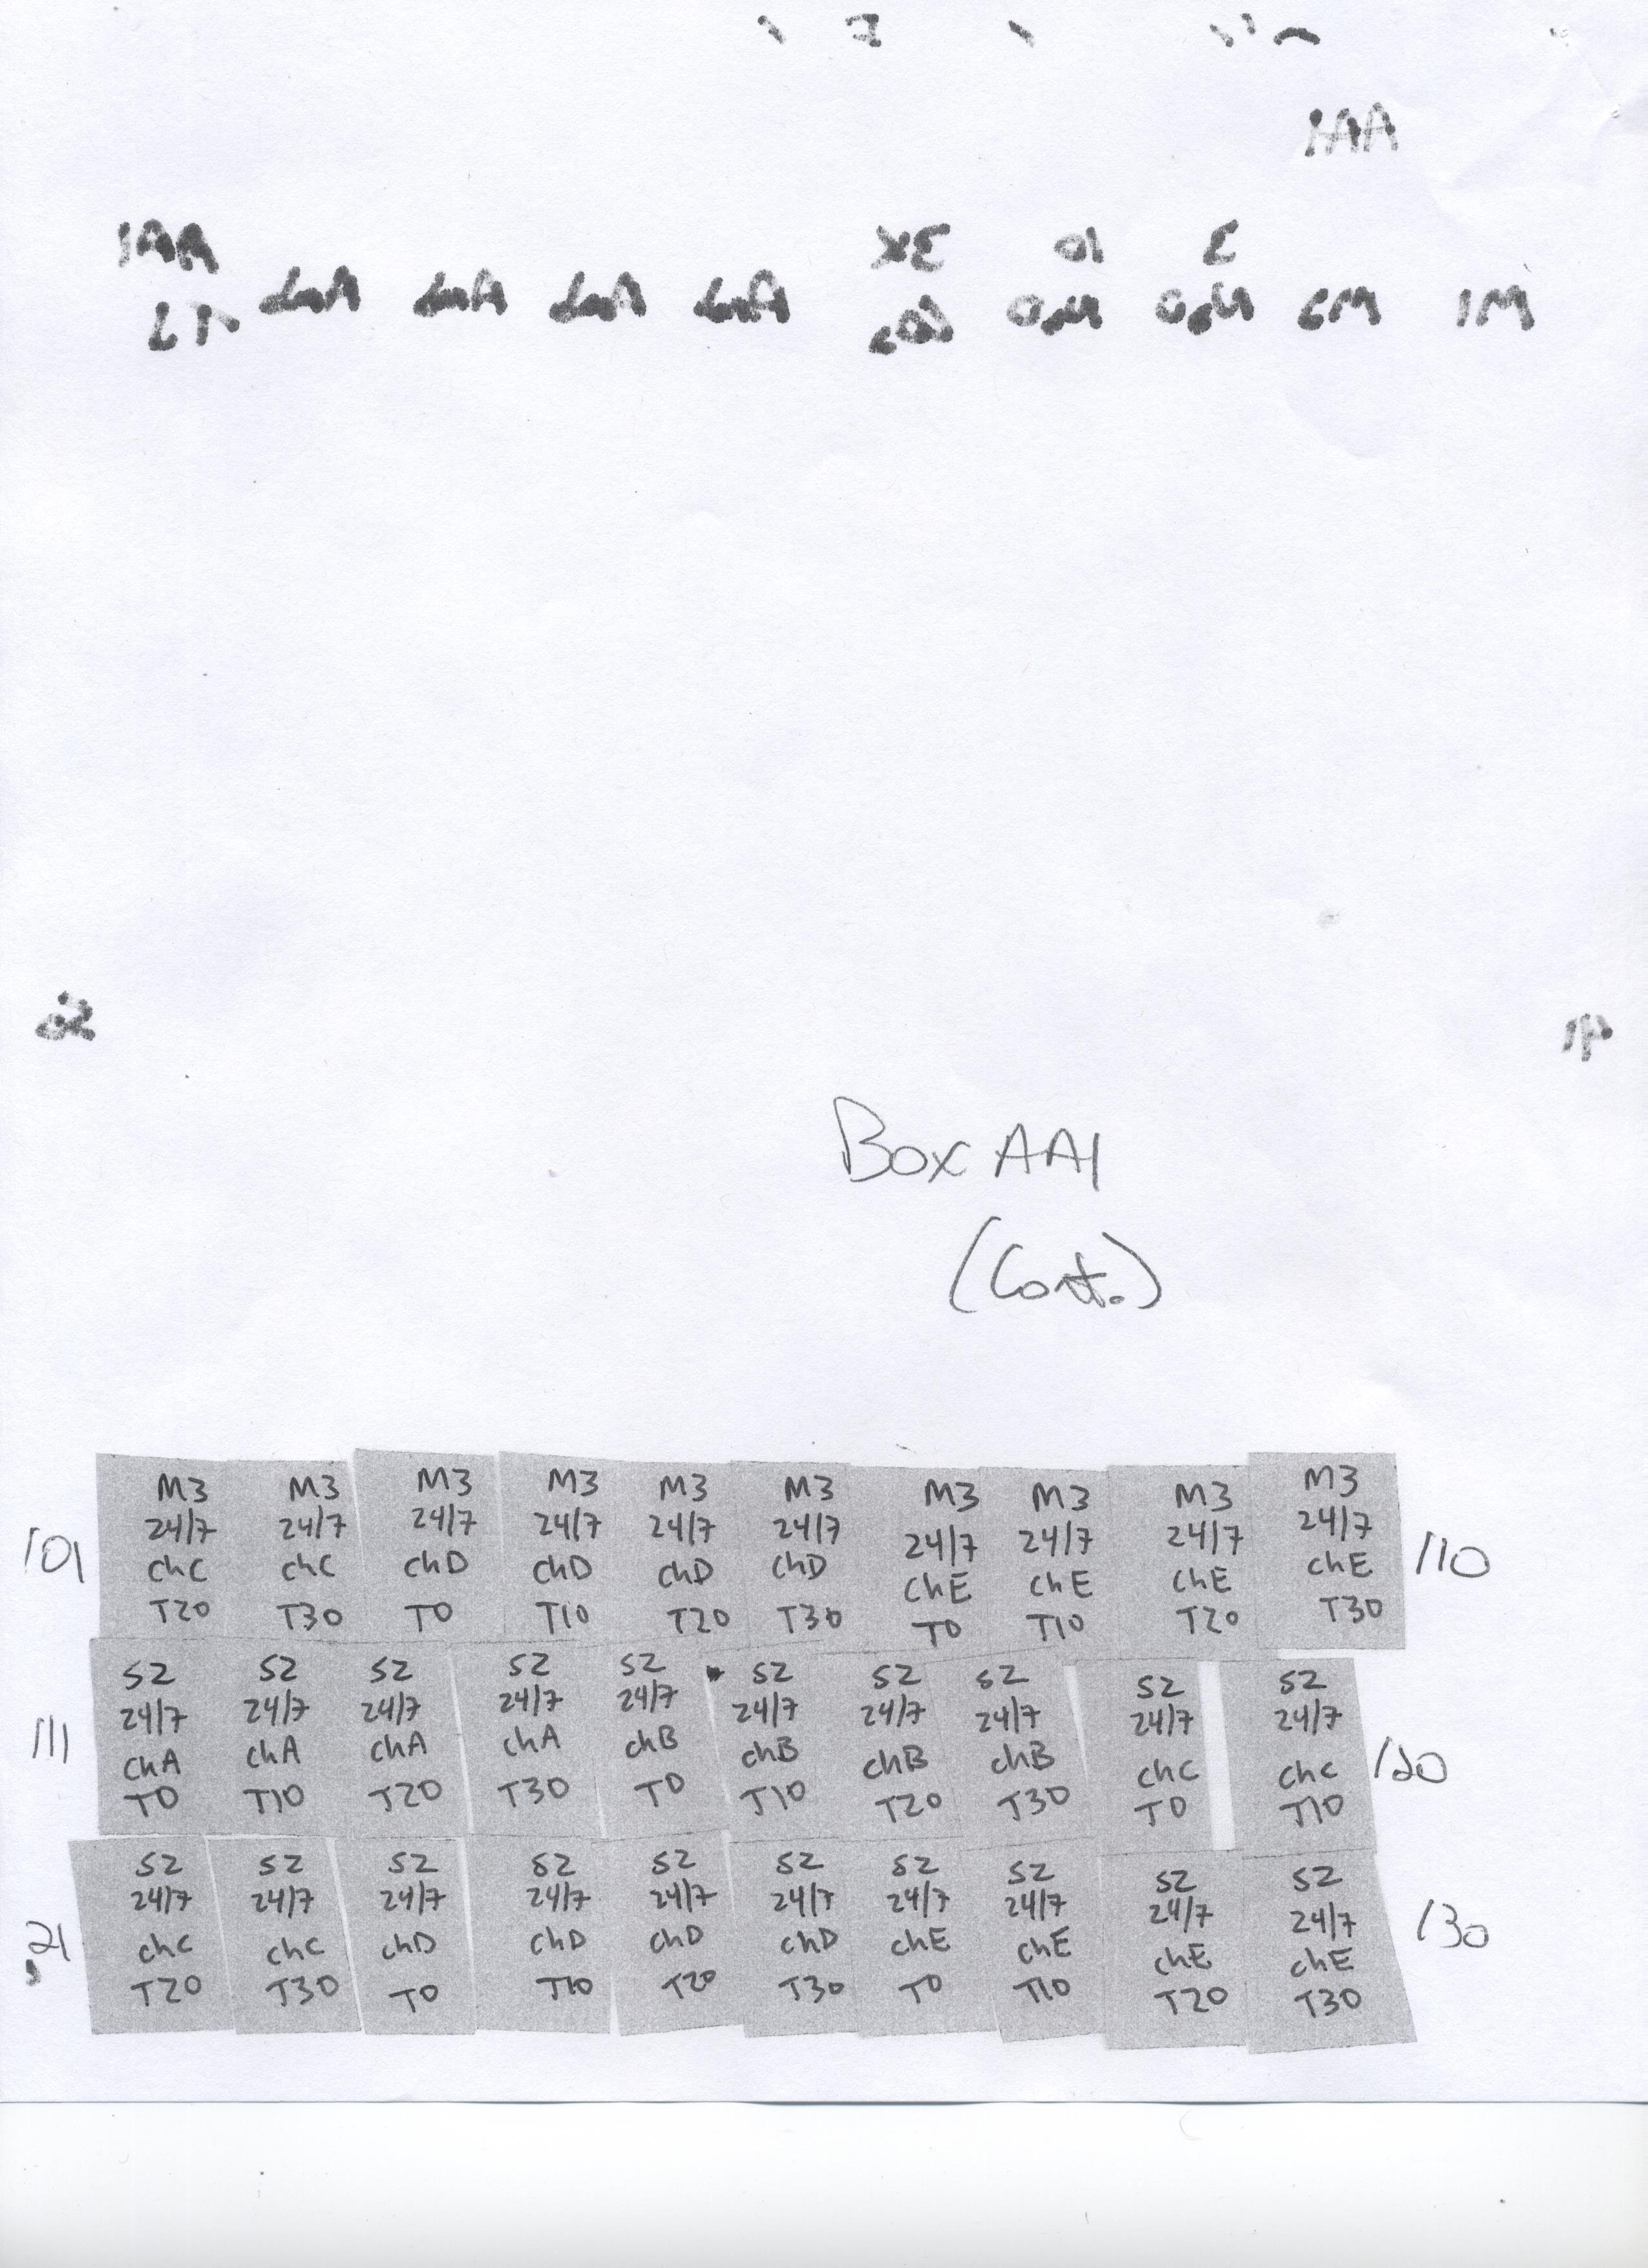 Box AA1
(Cont.)
M3 M3 M3 M3 M3 M3 M3 M3 M3 M3
24/7 24/7 24/7 24/7 24/7 24/7 24/7 24/7 24/7 24/7
101 chC chC chD chD chD chD chE chE chE chE 110
T20 T30 T0 T10 T20 T30 T0 T10 T20 T30
S2 S2 S2 S2 S2 S2 S2 S2 S2 S2
24/7 24/7 24/7 24/7 24/7 24/7 24/7 24/7 24/7 24/7
111 chA chA chA chA chB chB chB chB chC chC 120
T0 T10 T20 T30 T0 T10 T20 T30 T0 T10
S2 S2 S2 S2 S2 S2 S2 S2 S2 S2
24/7 24/7 24/7 24/7 24/7 24/7 24/7 24/7 24/7 24/7
21 chC chC chD chD chD chD chE chE chE chE 130
T20 T30 T0 T10 T20 T30 T0 T10 T20 T30